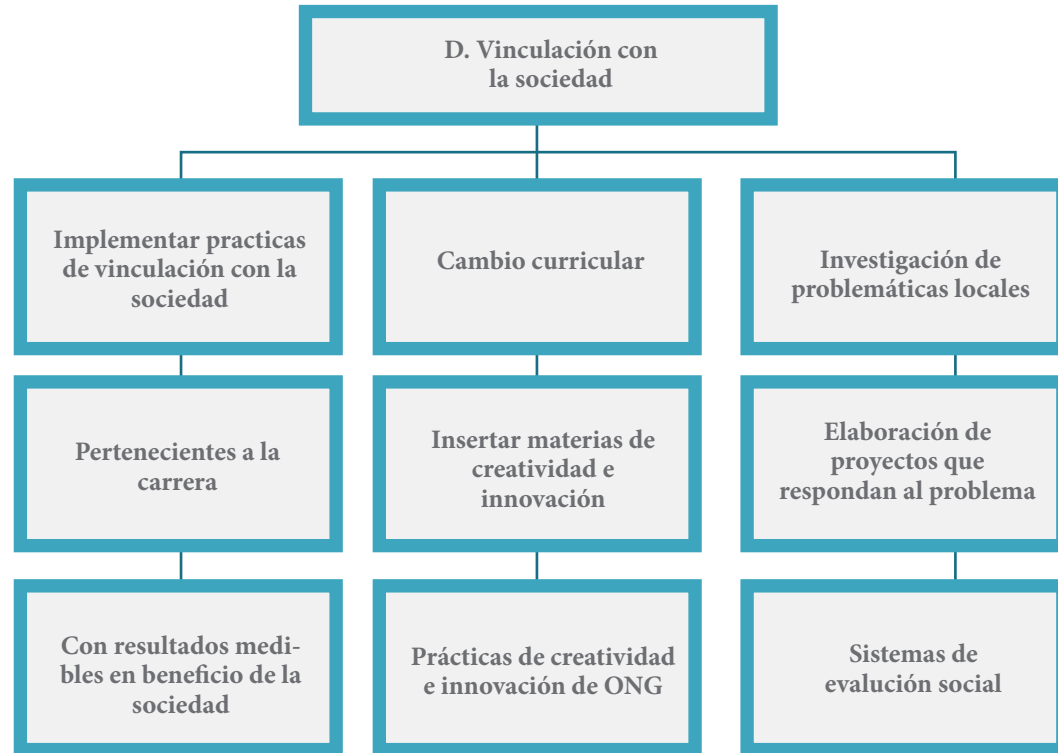 D. Vinculación con
la sociedad
Implementar practicas
de vinculación con la
sociedad
Cambio curricular
Investigación de
problemáticas locales
Pertenecientes a la
carrera
Insertar materias de
creatividad e
innovación
Elaboración de
proyectos que
respondan al problema
Con resultados medi-
bles en beneficio de la
sociedad
Prácticas de creatividad
e innovación de ONG
Sistemas de
evalución social